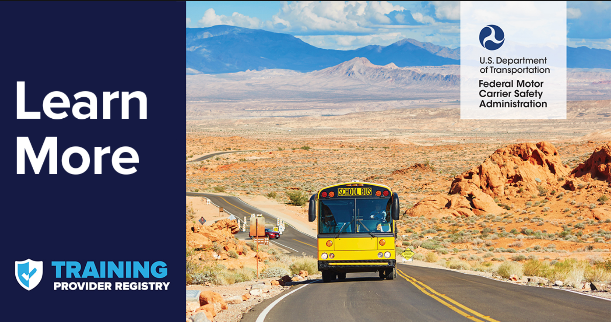 Learn
More
TRAINING
PROVIDER REGISTRY
U.S. Department
of Transportation
Federal Motor
Carrier Safety
Administration
SCHOOL BUS